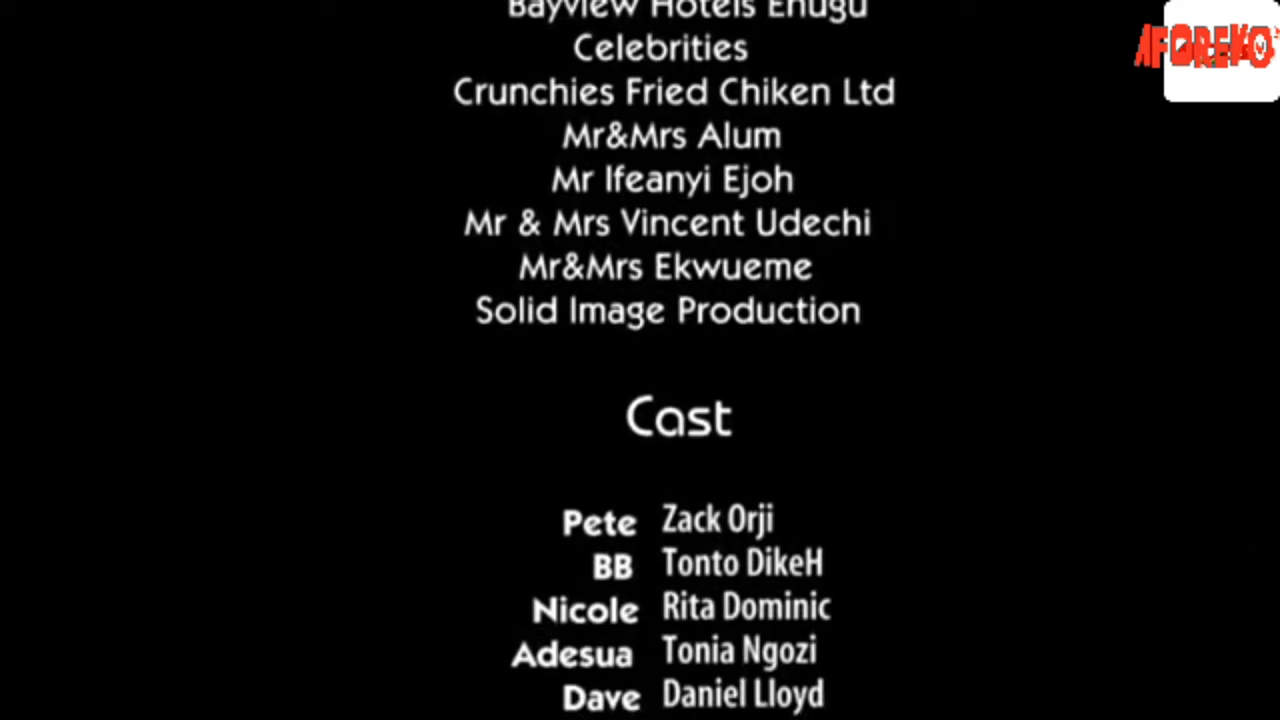 Bayview Hotels Enugu
Celebrities
Crunchies Fried Chiken Ltd
Mr&Mrs Alum
Mr Ifeanyi Ejoh
Mr & Mrs Vincent Udechi
Mr&Mrs Ekwueme
Solid Image Production
Cast
Pete Zack Orji
BB Tonto DikeH
Nicole Rita Dominic
Adesua Tonia Ngozi
Dave Daniel Lloyd